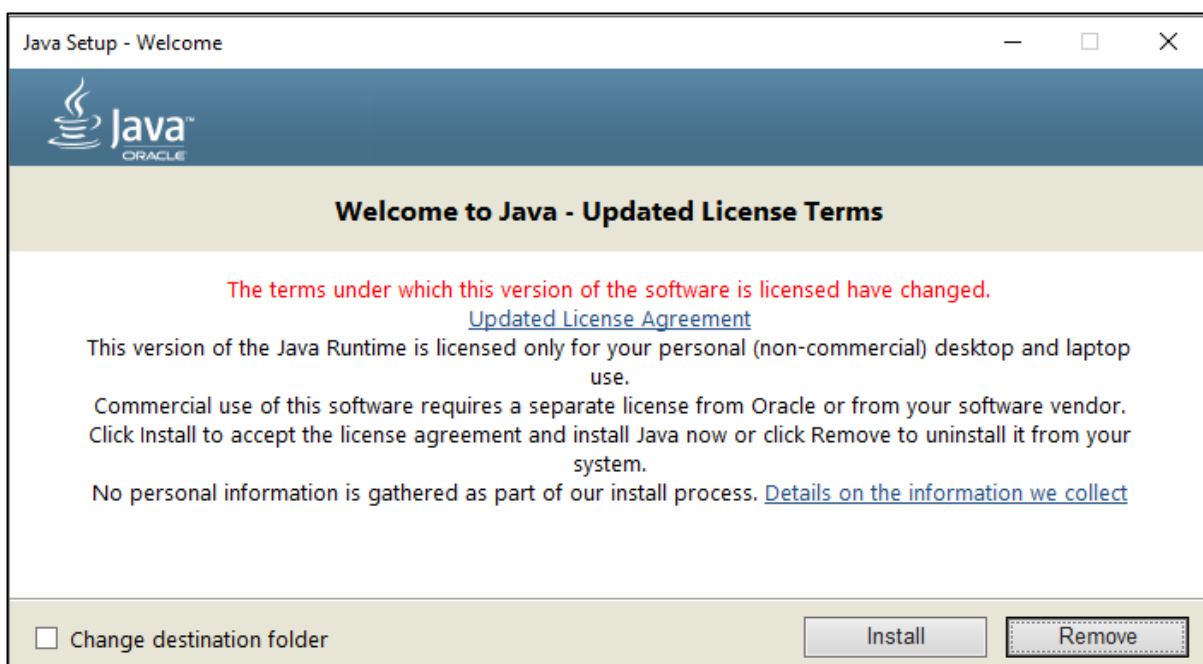 Java Setup - Welcome
Java™
ORACLE
Welcome to Java - Updated License Terms
The terms under which this version of the software is licensed have changed.
Updated License Agreement
This version of the Java Runtime is licensed only for your personal (non-commercial) desktop and laptop
use.
Commercial use of this software requires a separate license from Oracle or from your software vendor.
Click Install to accept the license agreement and install Java now or click Remove to uninstall it from your
system.
No personal information is gathered as part of our install process. Details on the information we collect
Change destination folder
Install
Remove